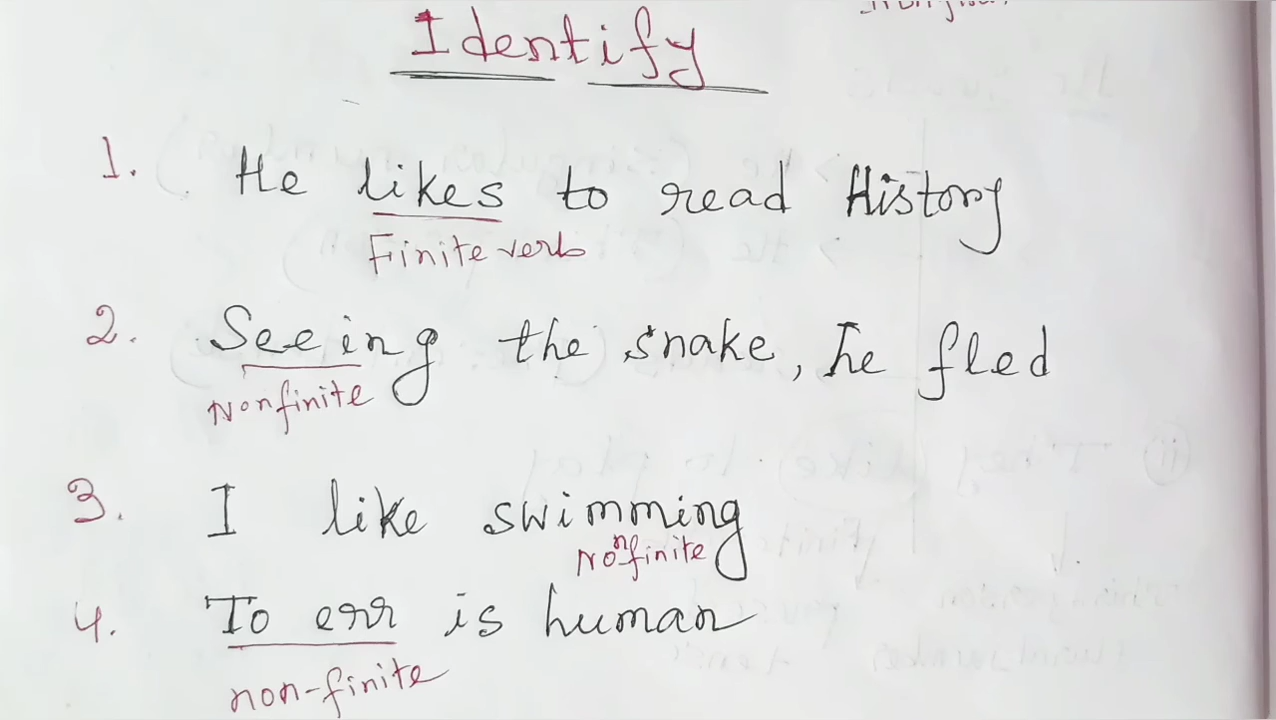 Identify
1. He likes to read History
Finite verb
2. Seeing the snake, he fled
Nonfinite
3. I like swimming
Nonfinite
4. To err is human
non-finite